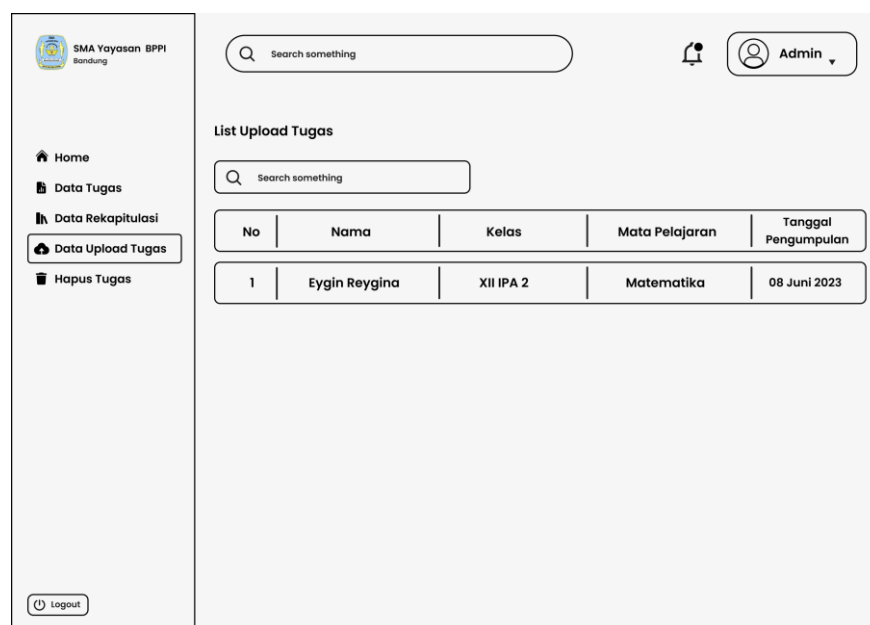 SMA Yayasan BPPI
Bandung
Search something
Admin
Home
Data Tugas
Data Rekapitulasi
Data Upload Tugas
Hapus Tugas
Logout
List Upload Tugas
Search something
No Nama Kelas Mata Pelajaran Tanggal Pengumpulan
1 Eygin Reygina XII IPA 2 Matematika 08 Juni 2023